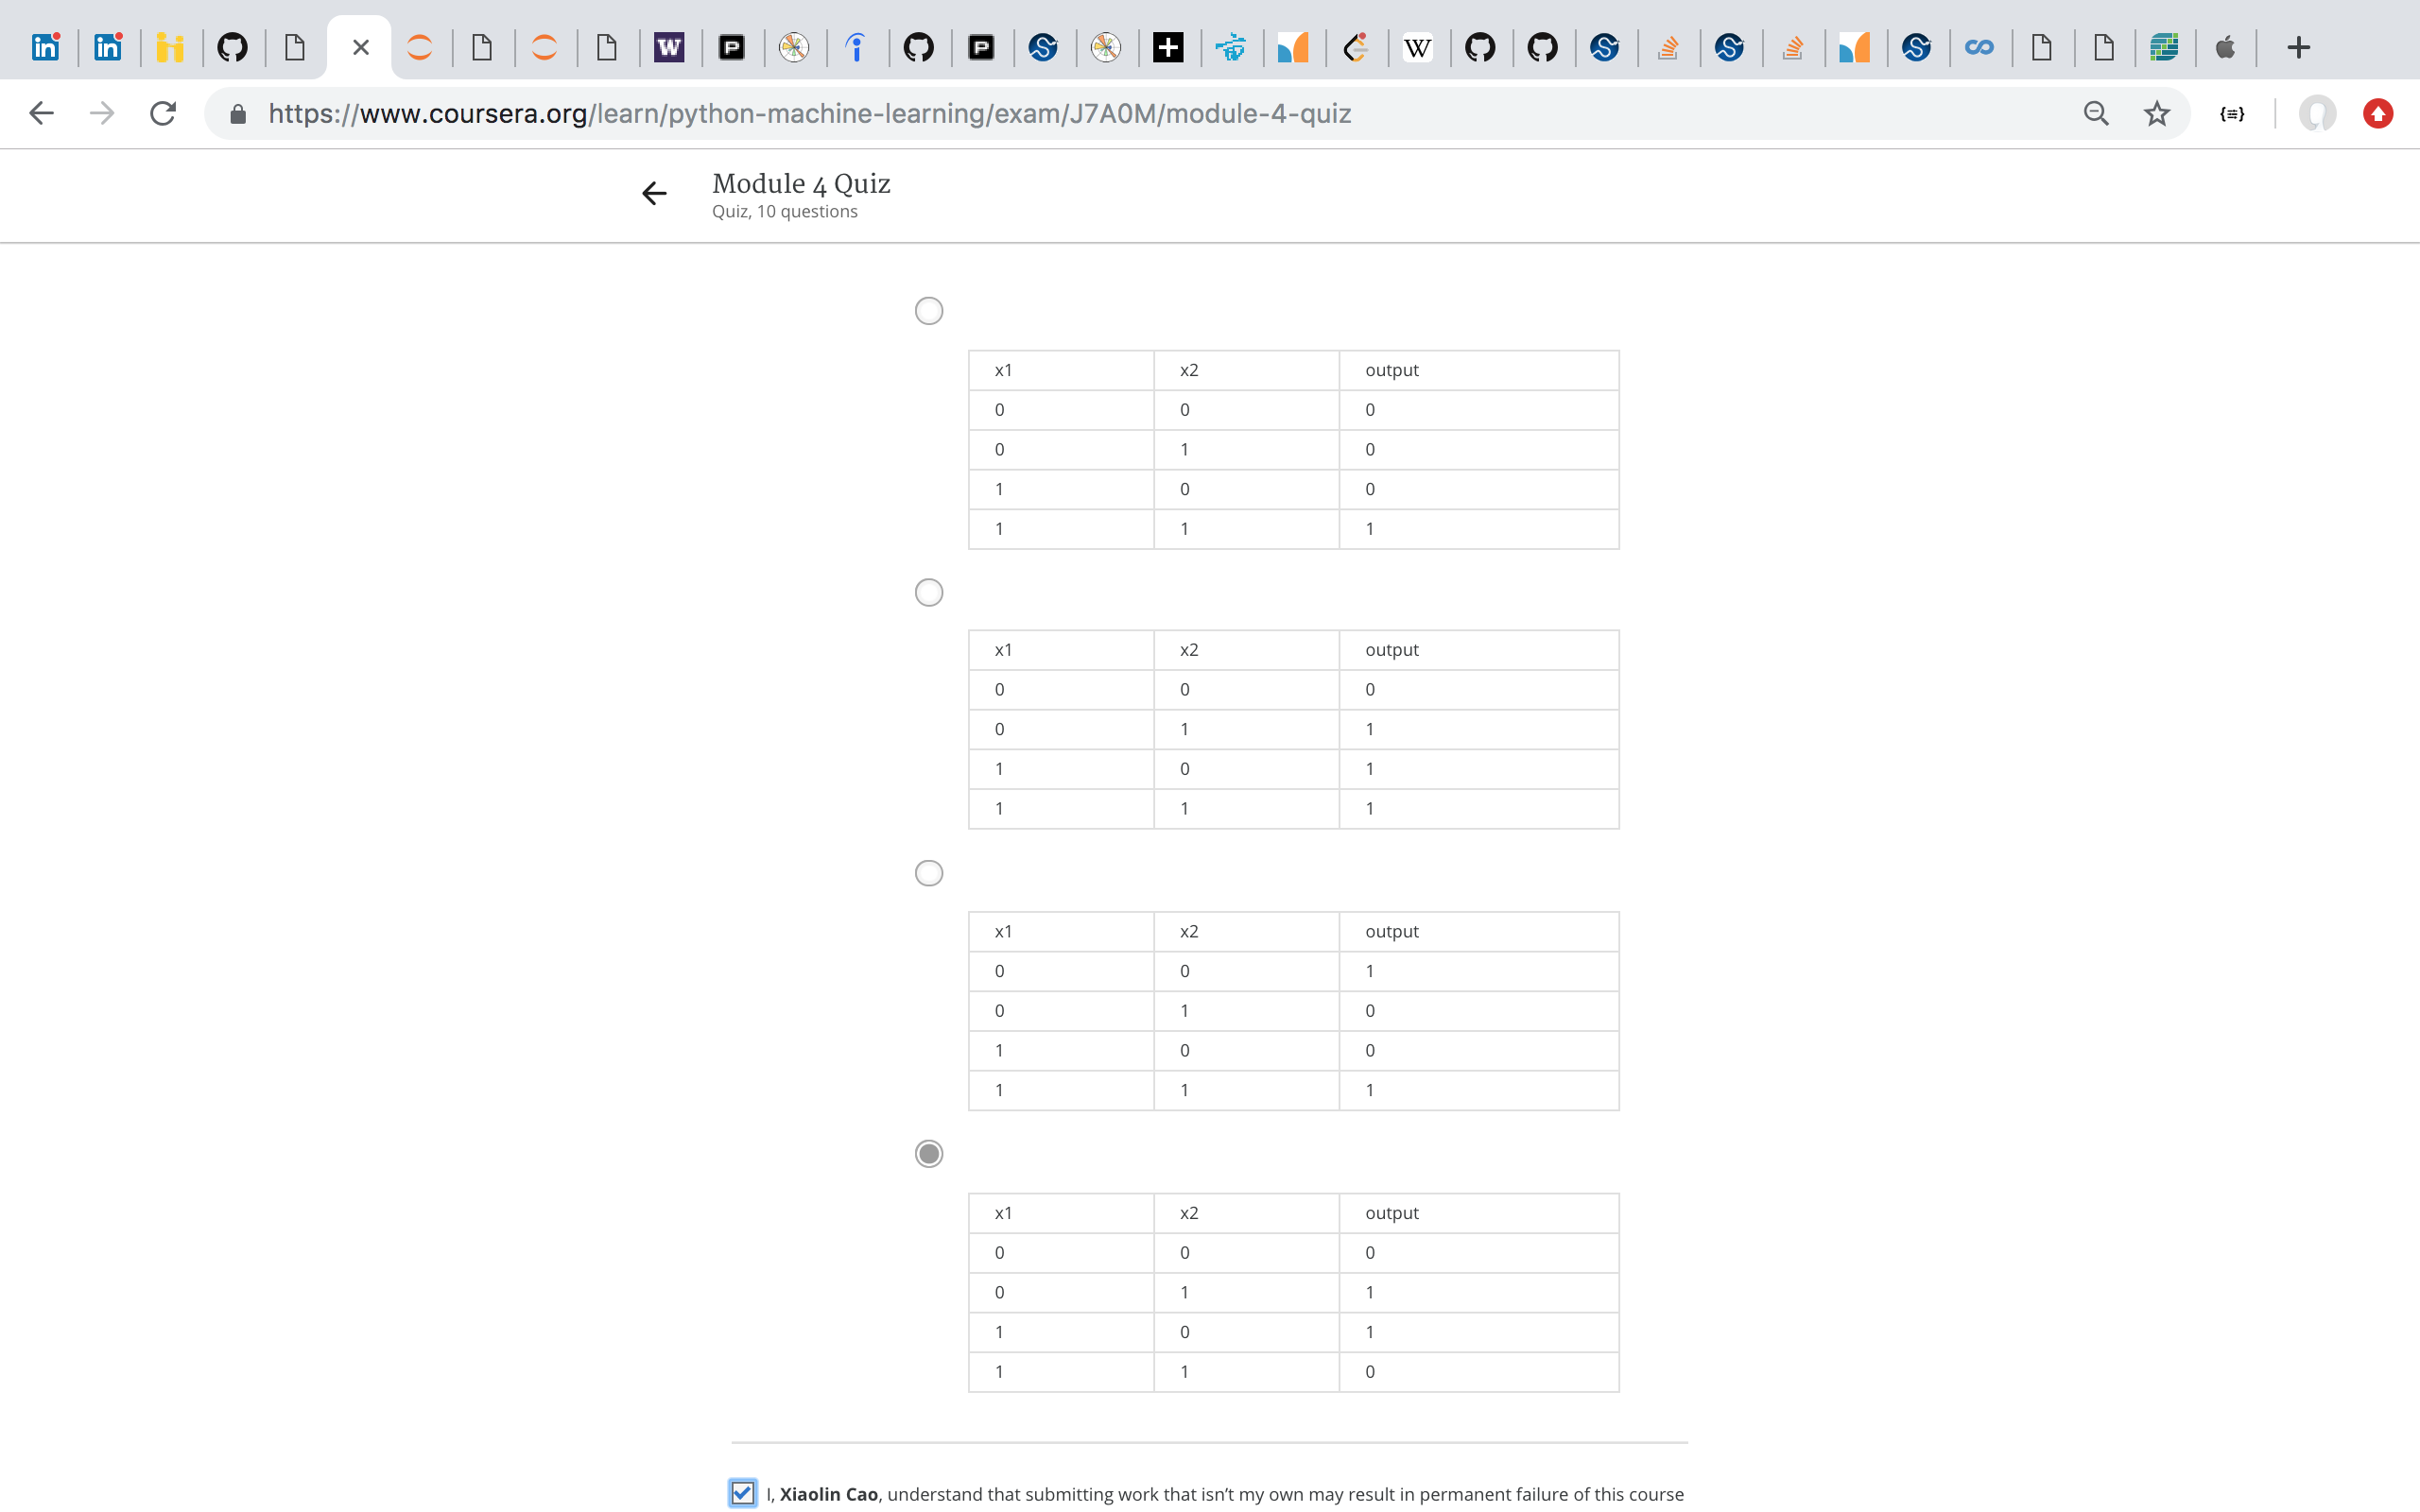 in in W P P W
https://www.coursera.org/learn/python-machine-learning/exam/J7A0M/module-4-quiz
Module 4 Quiz
Quiz, 10 questions
x1 x2 output
0 0 0
0 1 0
1 0 0
1 1 1
x1 x2 output
0 0 0
0 1 1
1 0 1
1 1 1
x1 x2 output
0 0 1
0 1 0
1 0 0
1 1 1
x1 x2 output
0 0 0
0 1 1
1 0 1
1 1 0
I, Xiaolin Cao, understand that submitting work that isn’t my own may result in permanent failure of this course